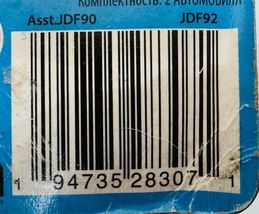 КОМПЛЕКТНОСТЬ: 2 АВТОМОБИЛЯ
Asst.JDF90 JDF92
1 94735 28307 1